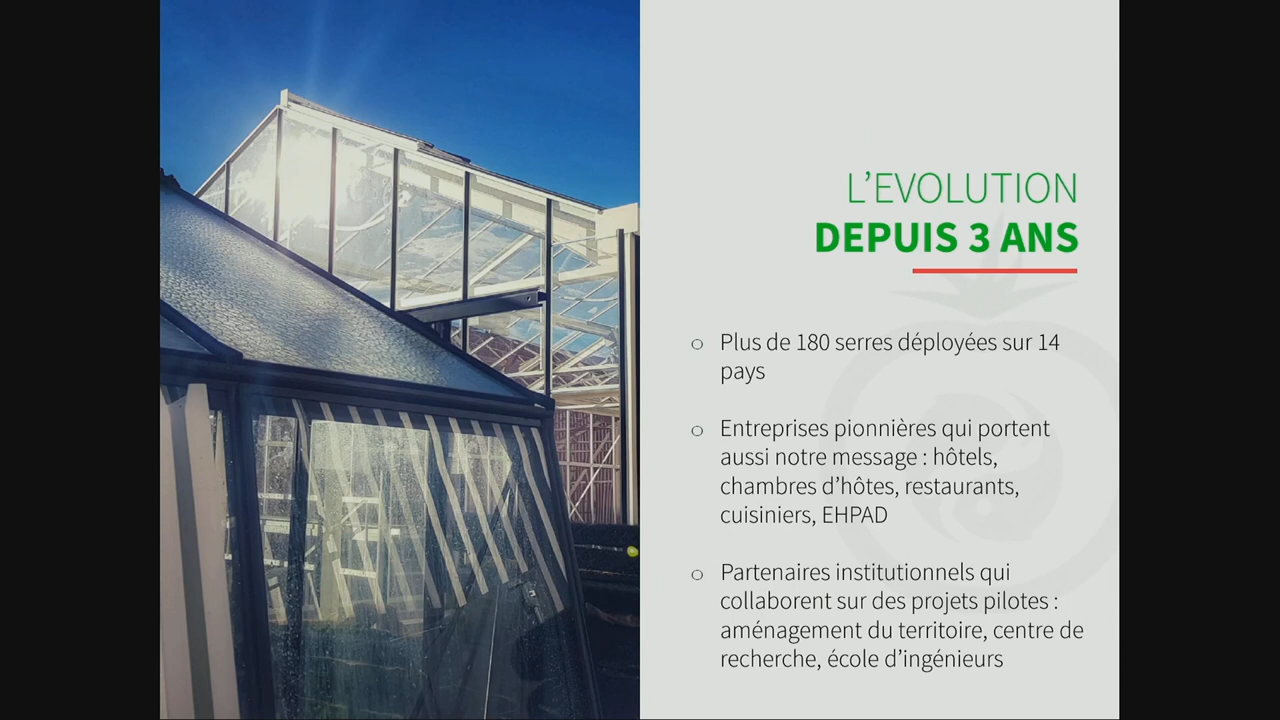 L’EVOLUTION
DEPUIS 3 ANS
Plus de 180 serres déployées sur 14
pays
Entreprises pionnières qui portent
aussi notre message : hôtels,
chambres d’hôtes, restaurants,
cuisiniers, EHPAD
Partenaires institutionnels qui
collaborent sur des projets pilotes :
aménagement du territoire, centre de
recherche, école d’ingénieurs